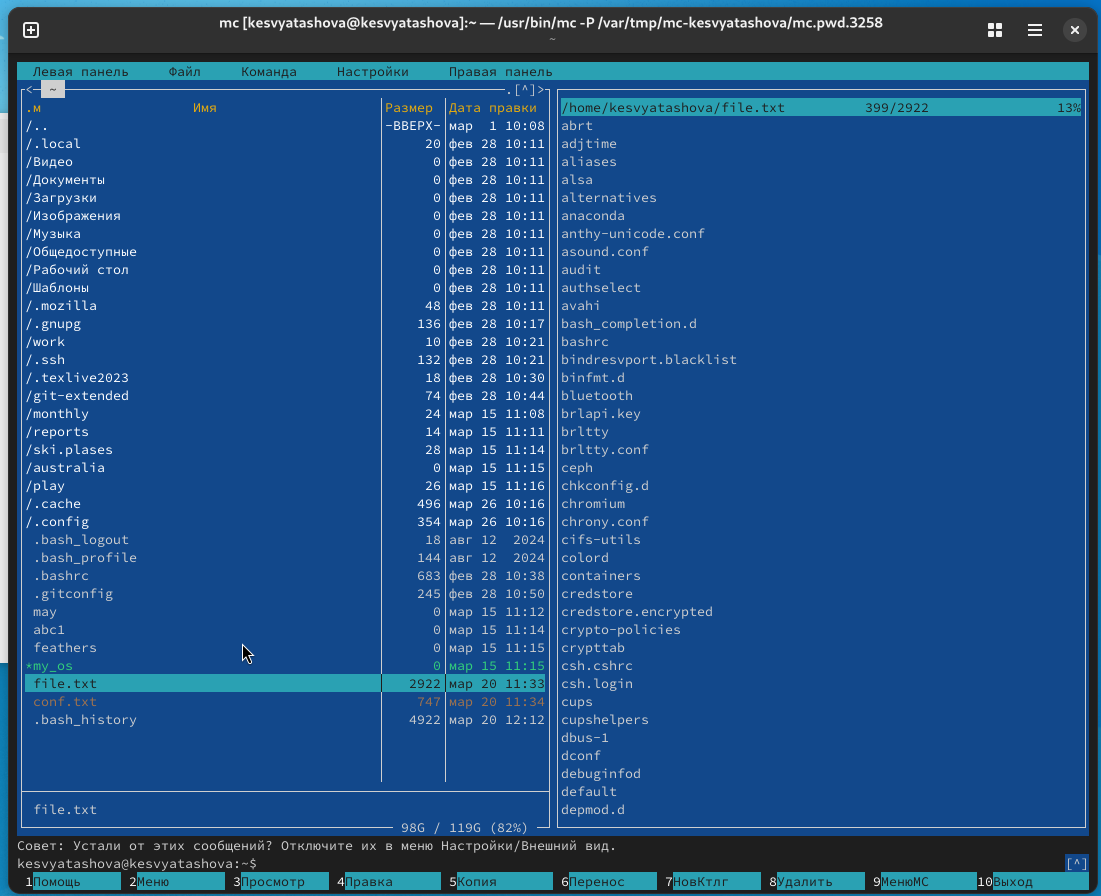 mc [kesvyatashova@kesvyatashova]:~ — /usr/bin/mc -P /var/tmp/mc-kesvyatashova/mc.pwd.3258
~
Левая панель Файл Команда Настройки Правая панель
<─ ~ .[^]>
.м Имя Размер Дата правки
/.. -ВВЕРХ- мар 1 10:08
/.local 20 фев 28 10:11
/Видео 0 фев 28 10:11
/Документы 0 фев 28 10:11
/Загрузки 0 фев 28 10:11
/Изображения 0 фев 28 10:11
/Музыка 0 фев 28 10:11
/Общедоступные 0 фев 28 10:11
/Рабочий стол 0 фев 28 10:11
/Шаблоны 0 фев 28 10:11
/.mozilla 48 фев 28 10:11
/.gnupg 136 фев 28 10:17
/work 10 фев 28 10:21
/.ssh 132 фев 28 10:21
/.texlive2023 18 фев 28 10:30
/git-extended 74 фев 28 10:44
/monthly 24 мар 15 11:08
/reports 14 мар 15 11:11
/ski.plases 28 мар 15 11:14
/australia 0 мар 15 11:15
/play 26 мар 15 11:16
/.cache 496 мар 26 10:16
/.config 354 мар 26 10:16
.bash_logout 18 авг 12 2024
.bash_profile 144 авг 12 2024
.bashrc 683 фев 28 10:38
.gitconfig 245 фев 28 10:50
may 0 мар 15 11:12
abc1 0 мар 15 11:14
feathers 0 мар 15 11:15
*my_os 0 мар 15 11:15
file.txt 2922 мар 20 11:33
conf.txt 747 мар 20 11:34
.bash_history 4922 мар 20 12:12
file.txt
98G / 119G (82%)
/home/kesvyatashova/file.txt 399/2922 13%
abrt
adjtime
aliases
alsa
alternatives
anaconda
anthy-unicode.conf
asound.conf
audit
authselect
avahi
bash_completion.d
bashrc
bindresvport.blacklist
binfmt.d
bluetooth
brlapi.key
brltty
brltty.conf
ceph
chkconfig.d
chromium
chrony.conf
cifs-utils
colord
containers
credstore
credstore.encrypted
crypto-policies
crypttab
csh.cshrc
csh.login
cups
cupshelpers
dbus-1
dconf
debuginfod
default
depmod.d
Совет: Устали от этих сообщений? Отключите их в меню Настройки/Внешний вид.
kesvyatashova@kesvyatashova:~$ [^]
1Помощь 2Меню 3Просмотр 4Правка 5Копия 6Перенос 7НовКтлг 8Удалить 9МенюМС 10Выход